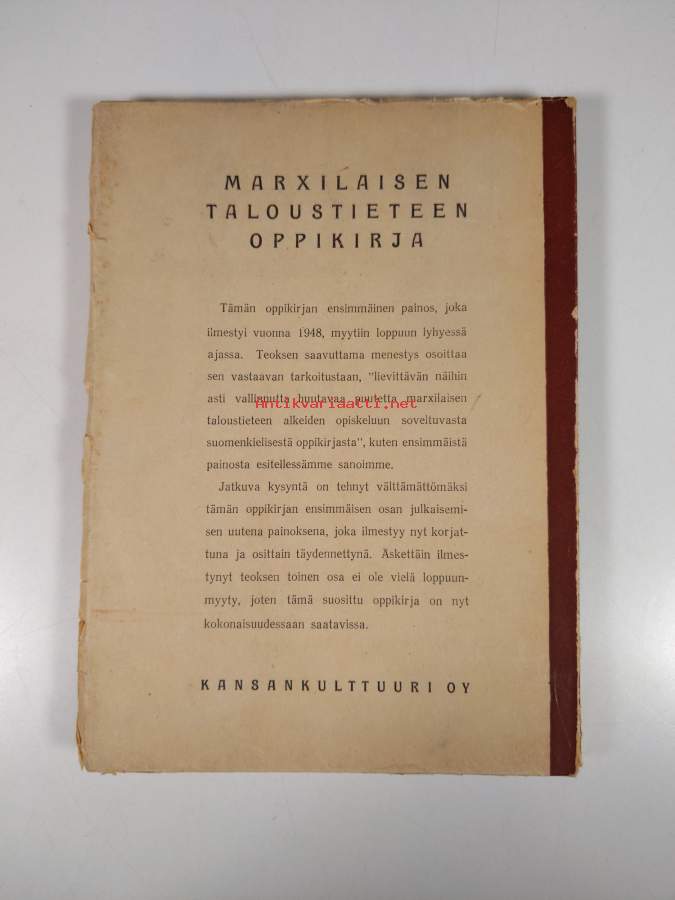 MARXILAISEN
TALOUSTIETEEN
OPPIKIRJA
Tämän oppikirjan ensimmäinen painos, joka
ilmestyi vuonna 1948, myytiin loppuun lyhyessä
ajassa. Teoksen saavuttama menestys osoittaa
sen vastaavan tarkoitustaan, "lievittävän näihin
asti vallinnutta huutavaa puutetta marxilaisen
Antikvariaatti.net
taloustieteen alkeiden opiskeluun soveltuvasta
suomenkielisestä oppikirjasta", kuten ensimmäistä
painosta esitellessämme sanoimme.
Jatkuva kysyntä on tehnyt välttämättömäksi
tämän oppikirjan ensimmäisen osan julkaisemi-
sen uutena painoksena, joka ilmestyy nyt korjat-
tuna ja osittain täydennettynä. Äskettäin ilmes-
tynyt teoksen toinen osa ei ole vielä loppuun-
myyty, joten tämä suosittu oppikirja on nyt
kokonaisuudessaan saatavissa.
KANSANKULTTUURI OY